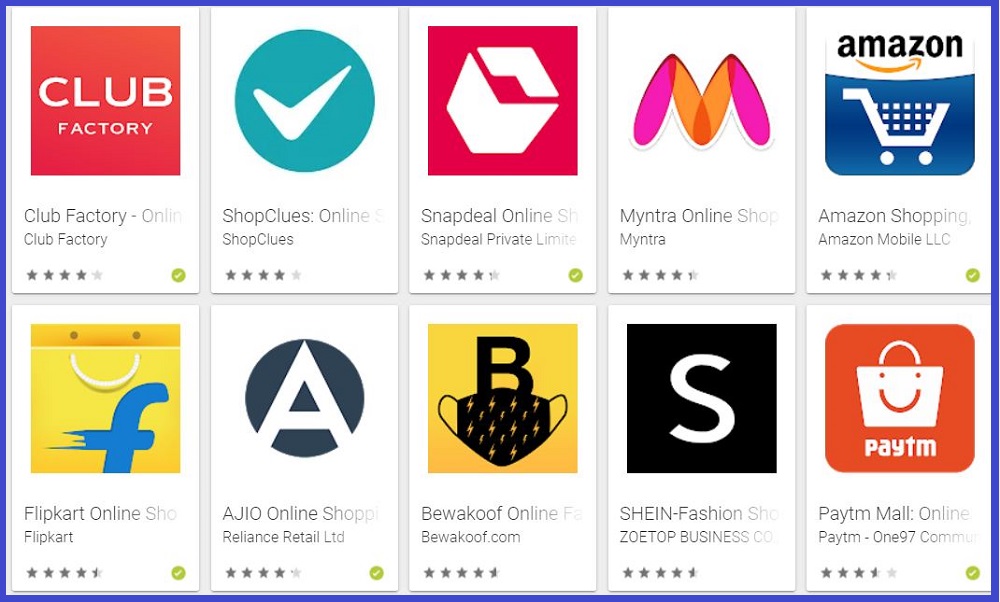 CLUB
FACTORY
amazon
Club Factory - Onlin
ShopClues: Online S
Snapdeal Online Sh
Myntra Online Shop
Amazon Shopping,
Club Factory
ShopClues
Snapdeal Private Limite
Myntra
Amazon Mobile LLC
B
S
paytm
Flipkart Online Sho
AJIO Online Shoppi
Bewakoof Online Fa
SHEIN-Fashion Sho
Paytm Mall: Online
Flipkart
Reliance Retail Ltd
Bewakoof.com
ZOETOP BUSINESS CO.
Paytm - One97 Commun